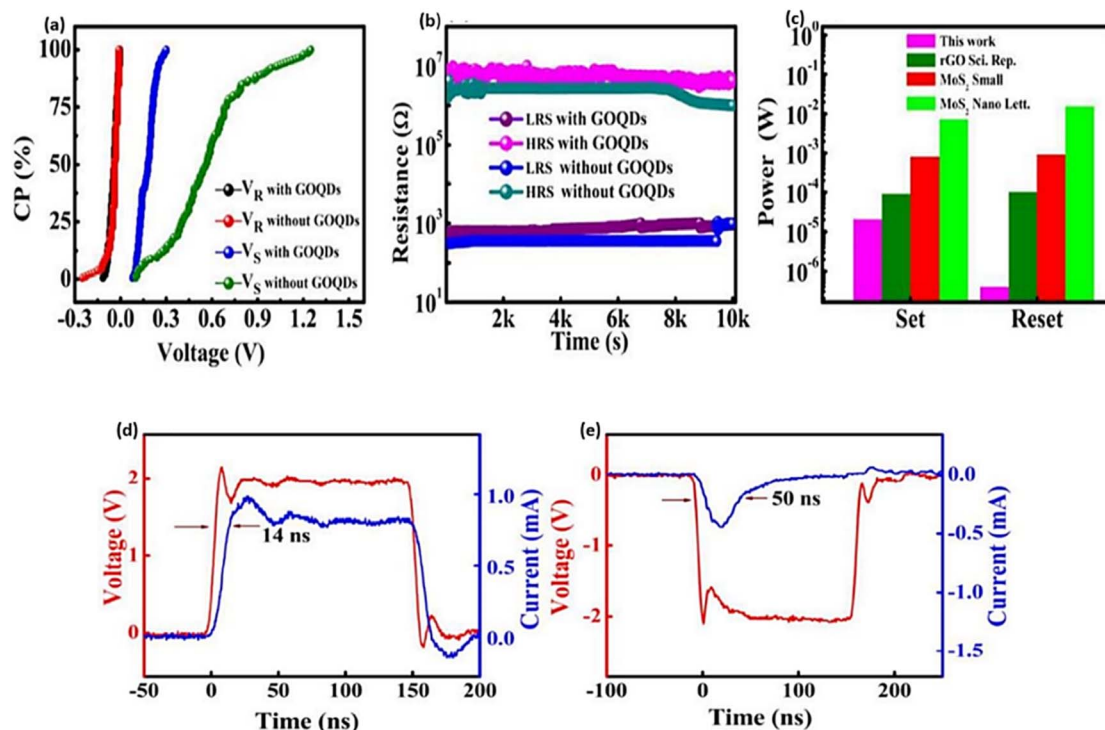 (a)
100
75
50
25
0
CP (%)
V_R with GOQDs
V_R without GOQDs
V_S with GOQDs
V_S without GOQDs
-0.3 0.0 0.3 0.6 0.9 1.2 1.5
Voltage (V)
(b)
10^7
10^5
10^3
10^1
Resistance (Ω)
LRS with GOQDs
HRS with GOQDs
LRS without GOQDs
HRS without GOQDs
2k 4k 6k 8k 10k
Time (s)
(c)
10^0
10^-1
10^-2
10^-3
10^-4
10^-5
10^-6
Power (W)
This work
rGO Sci. Rep.
MoS_2 Small
MoS_2 Nano Lett.
Set Reset
(d)
2
1
0
Voltage (V)
14 ns
1.0
0.5
0.0
Current (mA)
-50 0 50 100 150 200
Time (ns)
(e)
0
-1
-2
Voltage (V)
50 ns
0.0
-0.5
-1.0
-1.5
Current (mA)
-100 0 100 200
Time (ns)